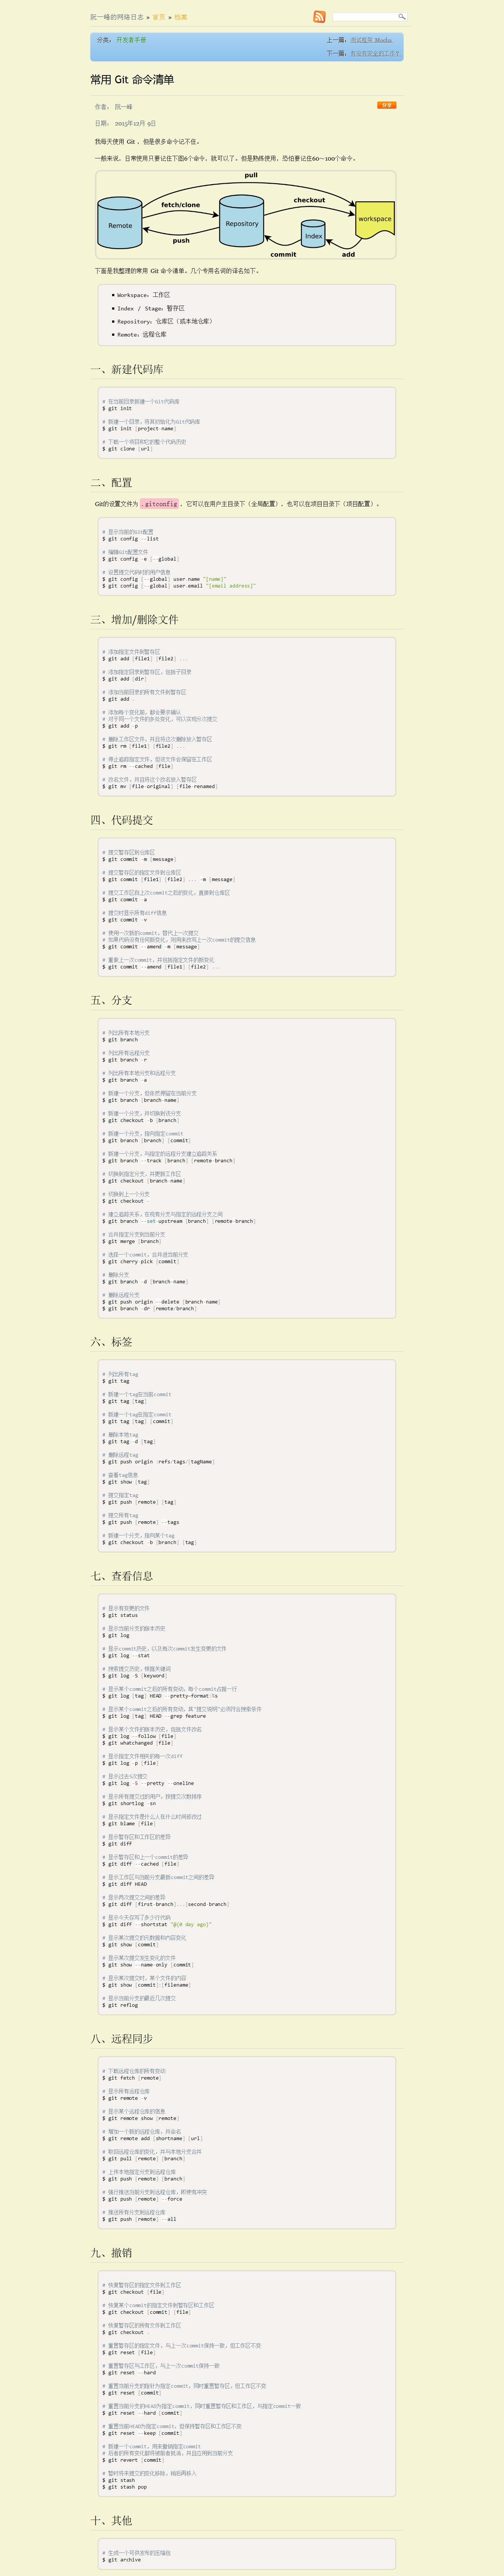 阮一峰的网络日志 » 首页 » 档案
分类： 开发者手册
上一篇：测试框架 Mocha
下一篇：有没有安全的工作？
常用 Git 命令清单
分享
作者： 阮一峰
日期： 2015年12月 9日
我每天使用 Git ，但是很多命令记不住。
一般来说，日常使用只要记住下图6个命令，就可以了。但是熟练使用，恐怕要记住60～100个命令。
pull
fetch/clone
checkout
Remote
Repository
Index
workspace
push
commit
add
下面是我整理的常用 Git 命令清单。几个专用名词的译名如下。
Workspace：工作区
Index / Stage：暂存区
Repository：仓库区（或本地仓库）
Remote：远程仓库
一、新建代码库
# 在当前目录新建一个Git代码库
$ git init
# 新建一个目录，将其初始化为Git代码库
$ git init [project-name]
# 下载一个项目和它的整个代码历史
$ git clone [url]
二、配置
Git的设置文件为 .gitconfig ，它可以在用户主目录下（全局配置），也可以在项目目录下（项目配置）。
# 显示当前的Git配置
$ git config --list
# 编辑Git配置文件
$ git config -e [--global]
# 设置提交代码时的用户信息
$ git config [--global] user.name "[name]"
$ git config [--global] user.email "[email address]"
三、增加/删除文件
# 添加指定文件到暂存区
$ git add [file1] [file2] ...
# 添加指定目录到暂存区，包括子目录
$ git add [dir]
# 添加当前目录的所有文件到暂存区
$ git add .
# 添加每个变化前，都会要求确认
# 对于同一个文件的多处变化，可以实现分次提交
$ git add -p
# 删除工作区文件，并且将这次删除放入暂存区
$ git rm [file1] [file2] ...
# 停止追踪指定文件，但该文件会保留在工作区
$ git rm --cached [file]
# 改名文件，并且将这个改名放入暂存区
$ git mv [file-original] [file-renamed]
四、代码提交
# 提交暂存区到仓库区
$ git commit -m [message]
# 提交暂存区的指定文件到仓库区
$ git commit [file1] [file2] ... -m [message]
# 提交工作区自上次commit之后的变化，直接到仓库区
$ git commit -a
# 提交时显示所有diff信息
$ git commit -v
# 使用一次新的commit，替代上一次提交
# 如果代码没有任何新变化，则用来改写上一次commit的提交信息
$ git commit --amend -m [message]
# 重做上一次commit，并包括指定文件的新变化
$ git commit --amend [file1] [file2] ...
五、分支
# 列出所有本地分支
$ git branch
# 列出所有远程分支
$ git branch -r
# 列出所有本地分支和远程分支
$ git branch -a
# 新建一个分支，但依然停留在当前分支
$ git branch [branch-name]
# 新建一个分支，并切换到该分支
$ git checkout -b [branch]
# 新建一个分支，指向指定commit
$ git branch [branch] [commit]
# 新建一个分支，与指定的远程分支建立追踪关系
$ git branch --track [branch] [remote-branch]
# 切换到指定分支，并更新工作区
$ git checkout [branch-name]
# 切换到上一个分支
$ git checkout -
# 建立追踪关系，在现有分支与指定的远程分支之间
$ git branch --set-upstream [branch] [remote-branch]
# 合并指定分支到当前分支
$ git merge [branch]
# 选择一个commit，合并进当前分支
$ git cherry-pick [commit]
# 删除分支
$ git branch -d [branch-name]
# 删除远程分支
$ git push origin --delete [branch-name]
$ git branch -dr [remote/branch]
六、标签
# 列出所有tag
$ git tag
# 新建一个tag在当前commit
$ git tag [tag]
# 新建一个tag在指定commit
$ git tag [tag] [commit]
# 删除本地tag
$ git tag -d [tag]
# 删除远程tag
$ git push origin :refs/tags/[tagName]
# 查看tag信息
$ git show [tag]
# 提交指定tag
$ git push [remote] [tag]
# 提交所有tag
$ git push [remote] --tags
# 新建一个分支，指向某个tag
$ git checkout -b [branch] [tag]
七、查看信息
# 显示有变更的文件
$ git status
# 显示当前分支的版本历史
$ git log
# 显示commit历史，以及每次commit发生变更的文件
$ git log --stat
# 搜索提交历史，根据关键词
$ git log -S [keyword]
# 显示某个commit之后的所有变动，每个commit占据一行
$ git log [tag] HEAD --pretty=format:%s
# 显示某个commit之后的所有变动，其"提交说明"必须符合搜索条件
$ git log [tag] HEAD --grep feature
# 显示某个文件的版本历史，包括文件改名
$ git log --follow [file]
$ git whatchanged [file]
# 显示指定文件相关的每一次diff
$ git log -p [file]
# 显示过去5次提交
$ git log -5 --pretty --oneline
# 显示所有提交过的用户，按提交次数排序
$ git shortlog -sn
# 显示指定文件是什么人在什么时间修改过
$ git blame [file]
# 显示暂存区和工作区的差异
$ git diff
# 显示暂存区和上一个commit的差异
$ git diff --cached [file]
# 显示工作区与当前分支最新commit之间的差异
$ git diff HEAD
# 显示两次提交之间的差异
$ git diff [first-branch]...[second-branch]
# 显示今天你写了多少行代码
$ git diff --shortstat "@{0 day ago}"
# 显示某次提交的元数据和内容变化
$ git show [commit]
# 显示某次提交发生变化的文件
$ git show --name-only [commit]
# 显示某次提交时，某个文件的内容
$ git show [commit]:[filename]
# 显示当前分支的最近几次提交
$ git reflog
八、远程同步
# 下载远程仓库的所有变动
$ git fetch [remote]
# 显示所有远程仓库
$ git remote -v
# 显示某个远程仓库的信息
$ git remote show [remote]
# 增加一个新的远程仓库，并命名
$ git remote add [shortname] [url]
# 取回远程仓库的变化，并与本地分支合并
$ git pull [remote] [branch]
# 上传本地指定分支到远程仓库
$ git push [remote] [branch]
# 强行推送当前分支到远程仓库，即使有冲突
$ git push [remote] --force
# 推送所有分支到远程仓库
$ git push [remote] --all
九、撤销
# 恢复暂存区的指定文件到工作区
$ git checkout [file]
# 恢复某个commit的指定文件到暂存区和工作区
$ git checkout [commit] [file]
# 恢复暂存区的所有文件到工作区
$ git checkout .
# 重置暂存区的指定文件，与上一次commit保持一致，但工作区不变
$ git reset [file]
# 重置暂存区与工作区，与上一次commit保持一致
$ git reset --hard
# 重置当前分支的指针为指定commit，同时重置暂存区，但工作区不变
$ git reset [commit]
# 重置当前分支的HEAD为指定commit，同时重置暂存区和工作区，与指定commit一致
$ git reset --hard [commit]
# 重置当前HEAD为指定commit，但保持暂存区和工作区不变
$ git reset --keep [commit]
# 新建一个commit，用来撤销指定commit
# 后者的所有变化都将被前者抵消，并且应用到当前分支
$ git revert [commit]
# 暂时将未提交的变化移除，稍后再移入
$ git stash
$ git stash pop
十、其他
# 生成一个可供发布的压缩包
$ git archive